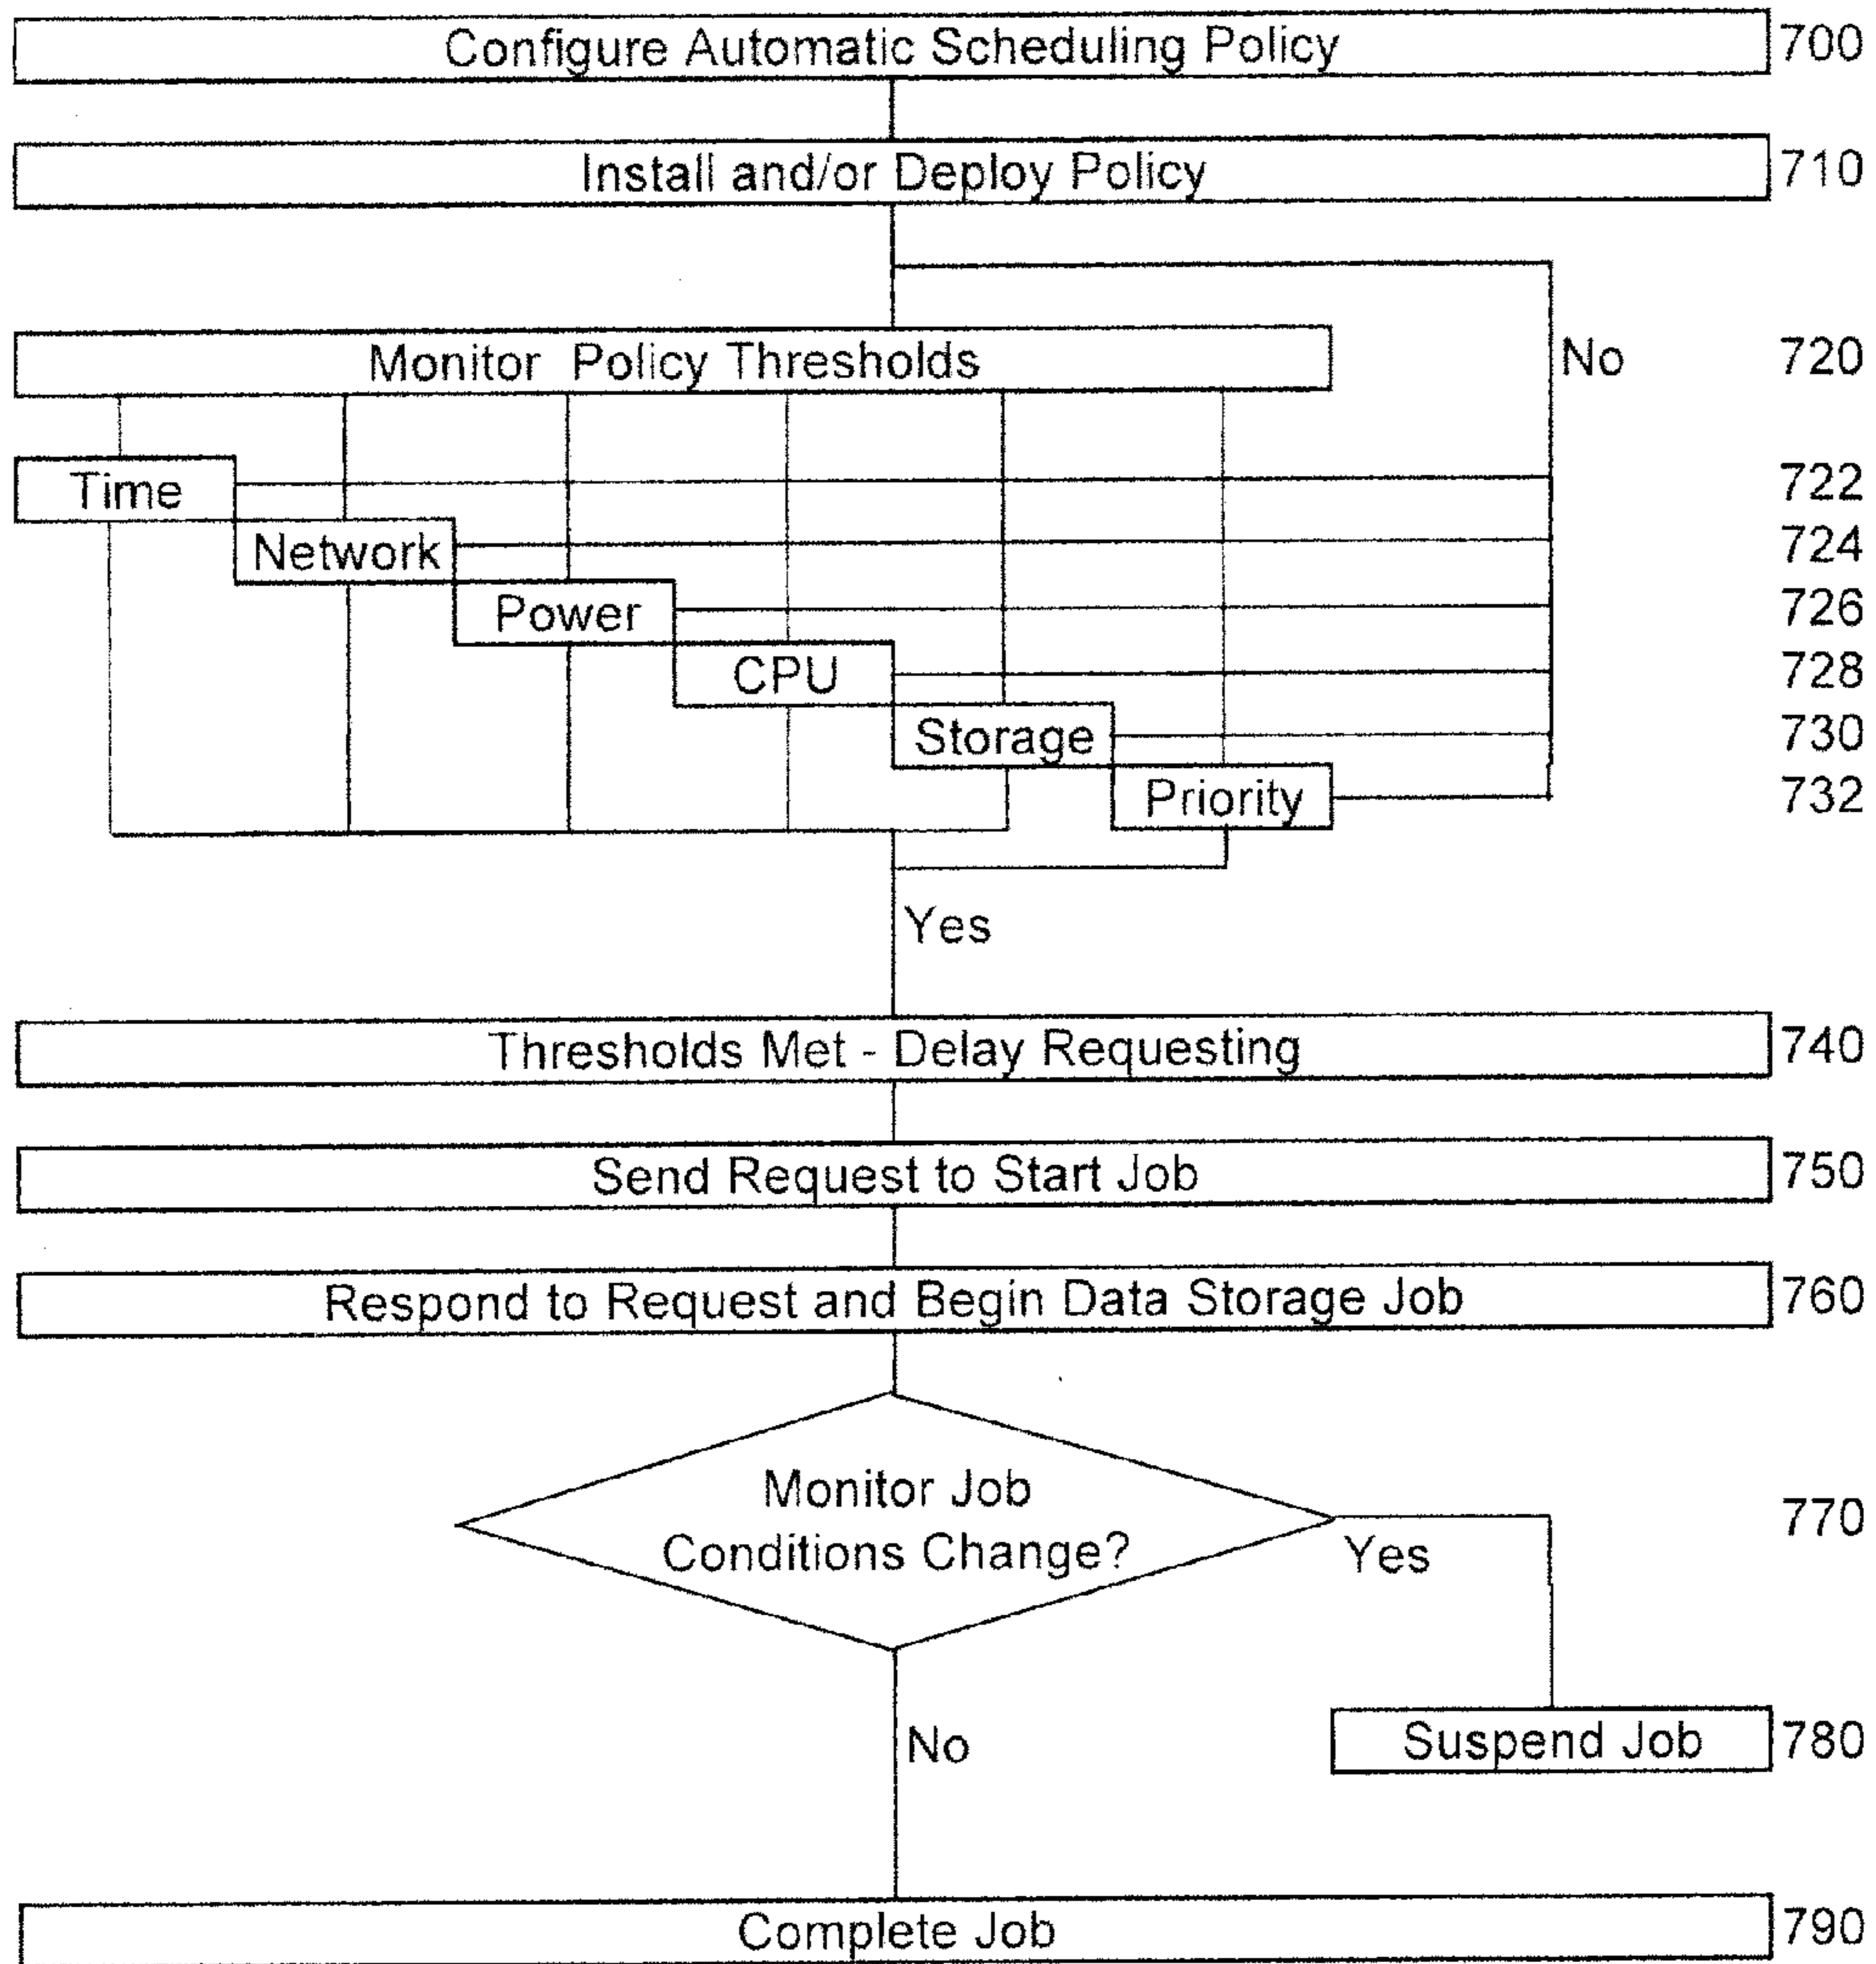 Configure Automatic Scheduling Policy 700
Install and/or Deploy Policy 710
Monitor Policy Thresholds No 720
Time 722
Network 724
Power 726
CPU 728
Storage 730
Priority 732
Yes
Thresholds Met - Delay Requesting 740
Send Request to Start Job 750
Respond to Request and Begin Data Storage Job 760
Monitor Job
Conditions Change? 770
Yes
No
Suspend Job 780
Complete Job 790